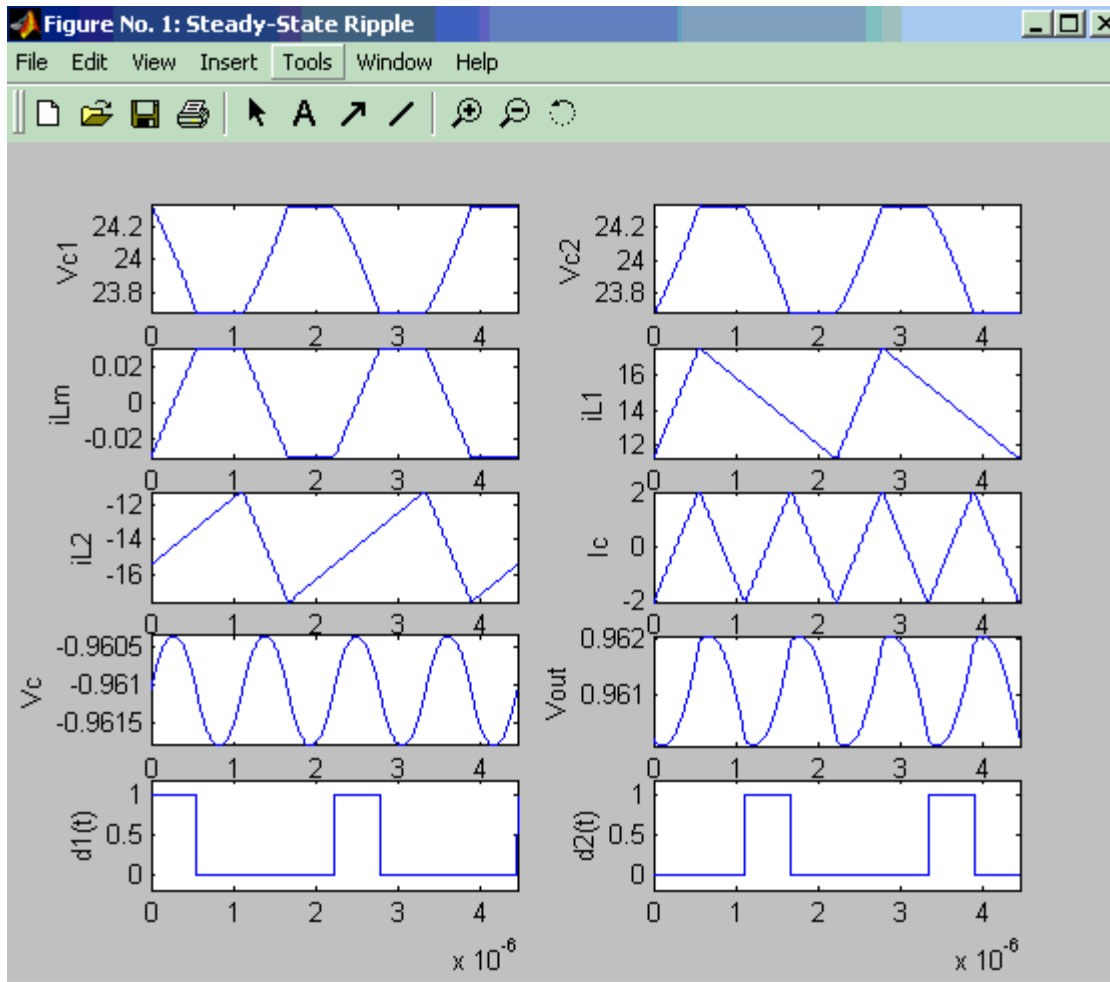 Figure No. 1: Steady-State Ripple
File Edit View Insert Tools Window Help
A
Vc1
24.2
24
23.8
0 1 2 3 4
Vc2
24.2
24
23.8
0 1 2 3 4
iLm
0.02
0
-0.02
0 1 2 3 4
iL1
16
14
12
0 1 2 3 4
iL2
-12
-14
-16
0 1 2 3 4
Ic
2
0
-2
0 1 2 3 4
Vc
-0.9605
-0.961
-0.9615
0 1 2 3 4
Vout
0.962
0.961
0 1 2 3 4
d1(t)
1
0.5
0
0 1 2 3 4
x 10^-6
d2(t)
1
0.5
0
0 1 2 3 4
x 10^-6